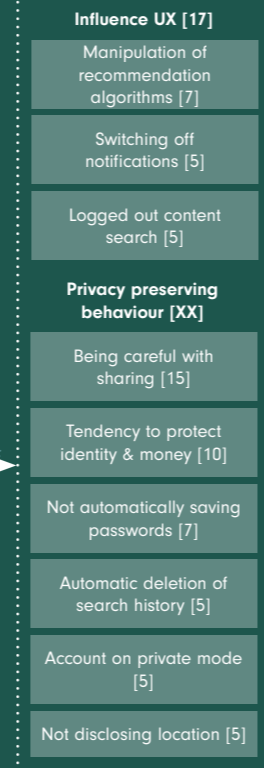 Influence UX [17]
Manipulation of
recommendation
algorithms [7]
Switching off
notifications [5]
Logged out content
search [5]
Privacy preserving
behaviour [XX]
Being careful with
sharing [15]
Tendency to protect
identity & money [10]
Not automatically saving
passwords [7]
Automatic deletion of
search history [5]
Account on private mode
[5]
Not disclosing location [5]